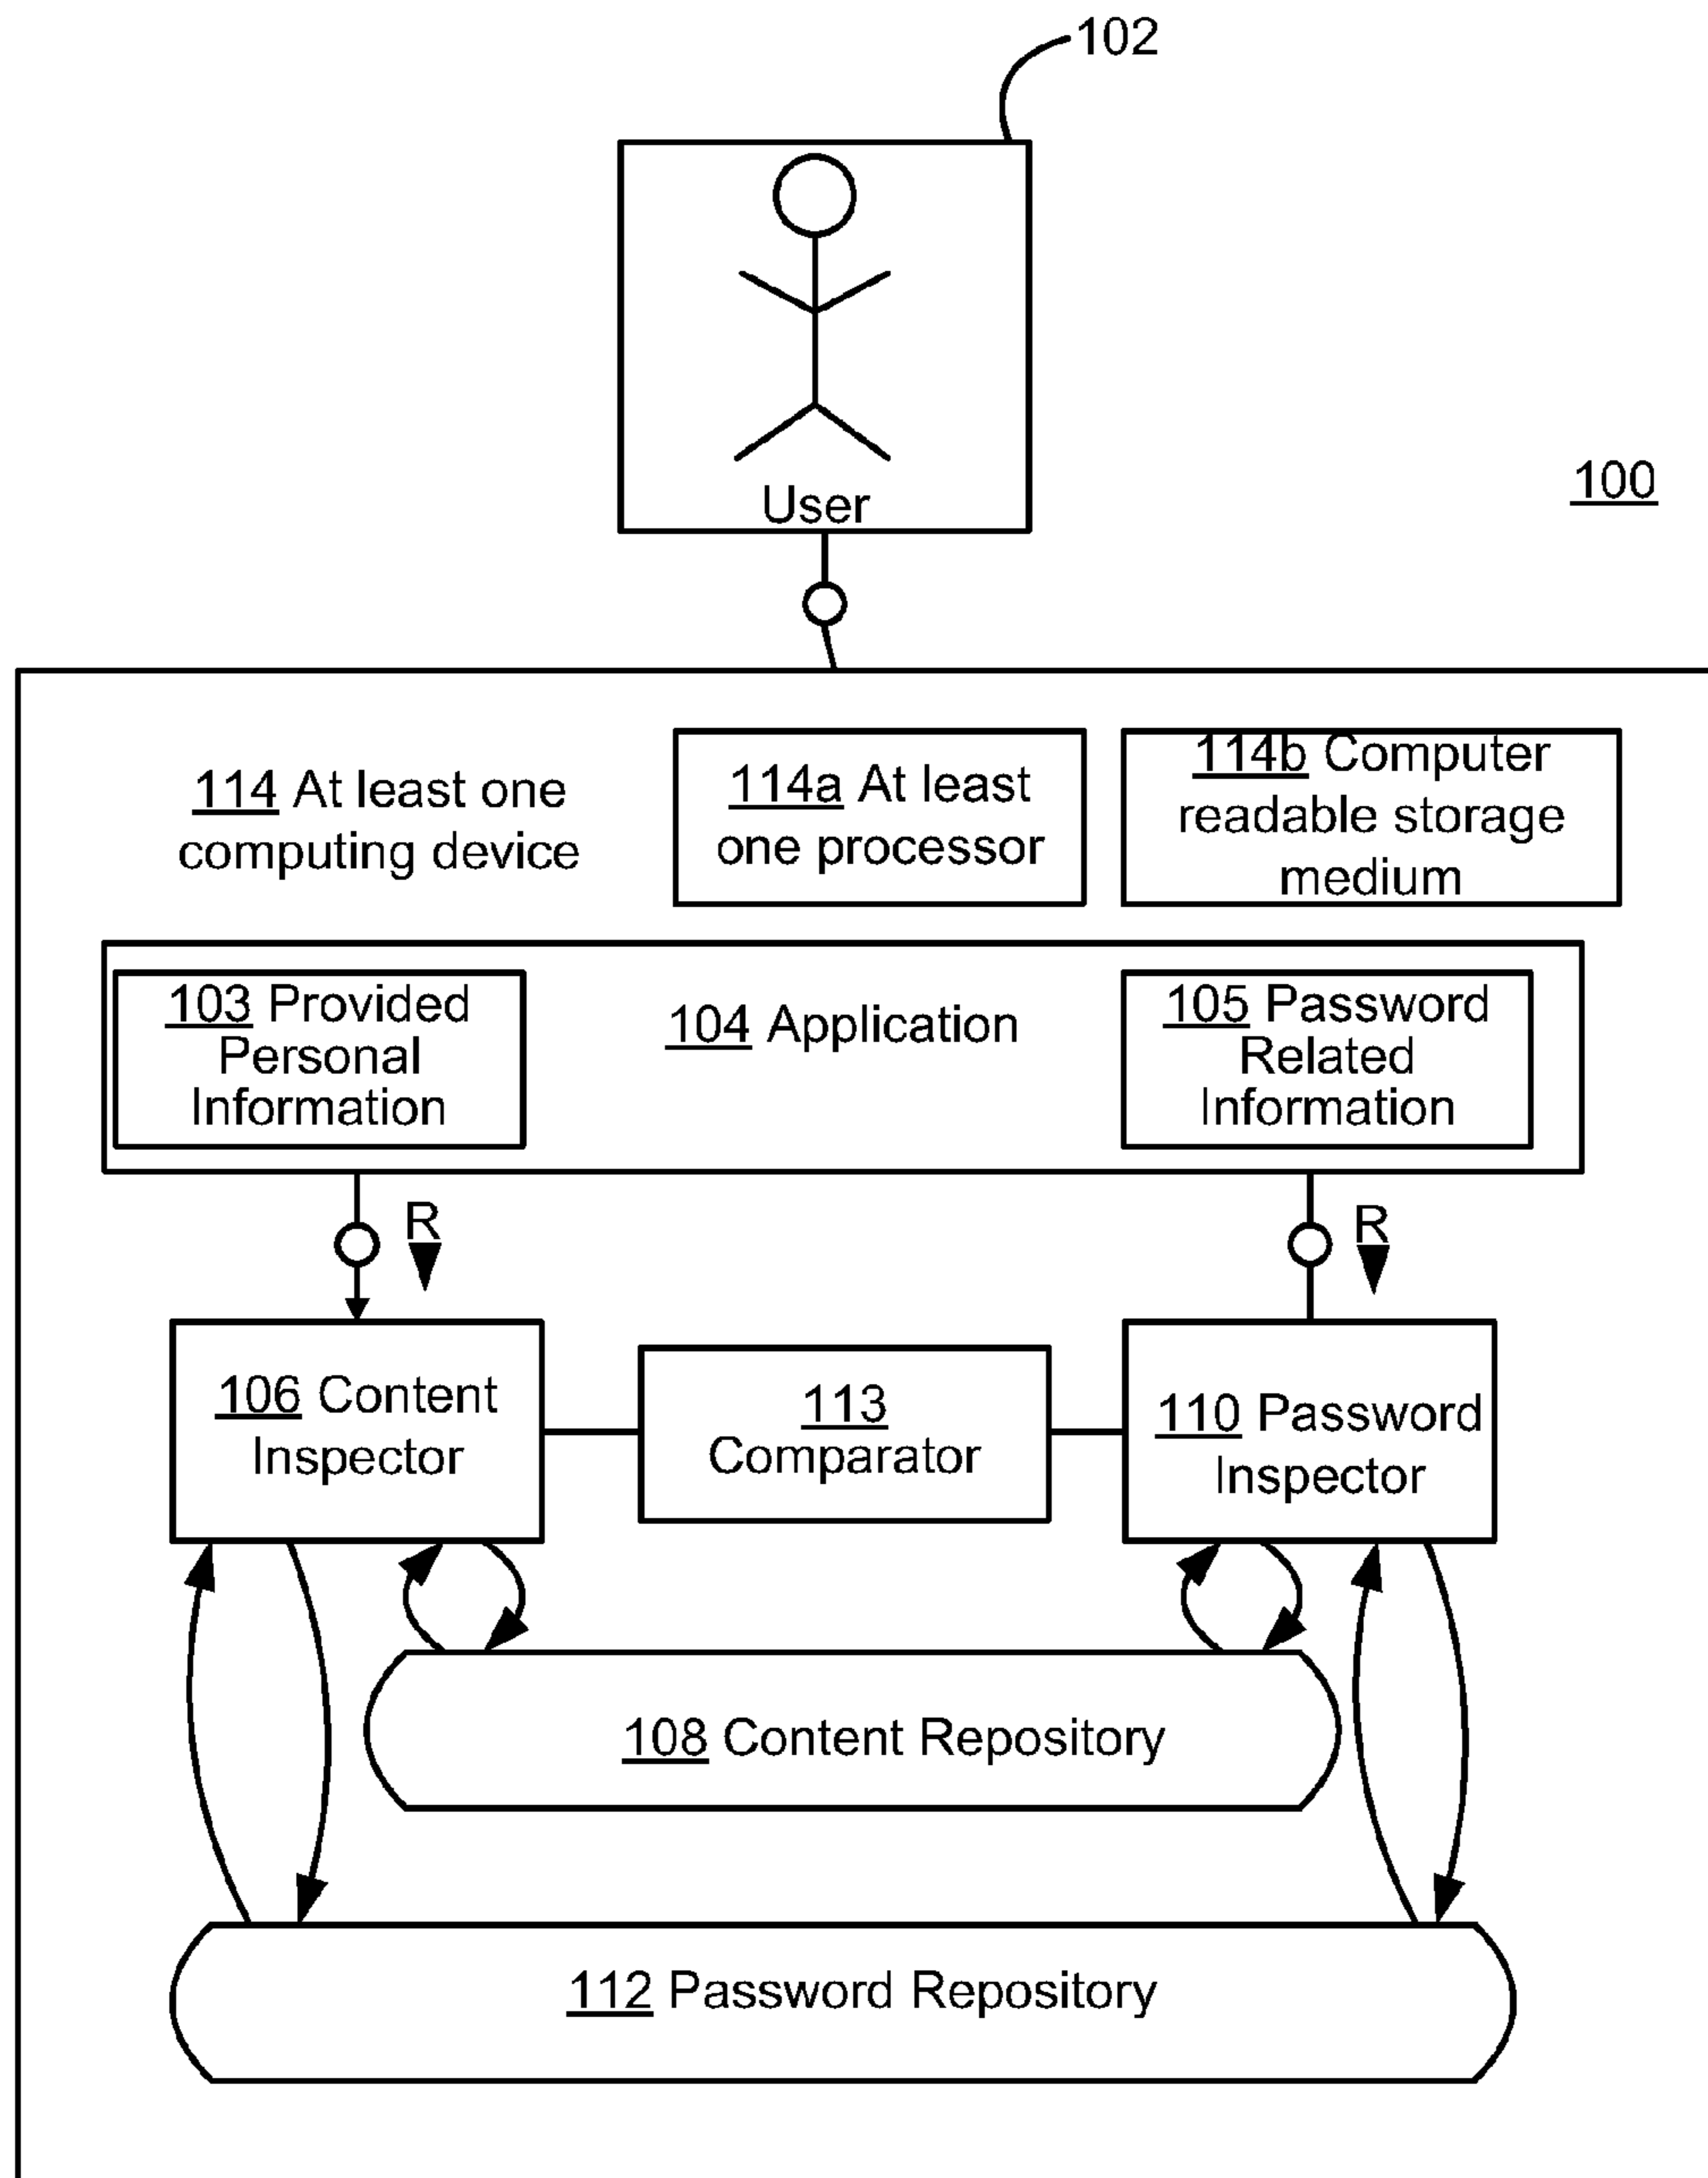 102
User
100
114 At least one
computing device
114a At least
one processor
114b Computer
readable storage
medium
103 Provided
Personal
Information
104 Application
105 Password
Related
Information
R
R
106 Content
Inspector
113
Comparator
110 Password
Inspector
108 Content Repository
112 Password Repository